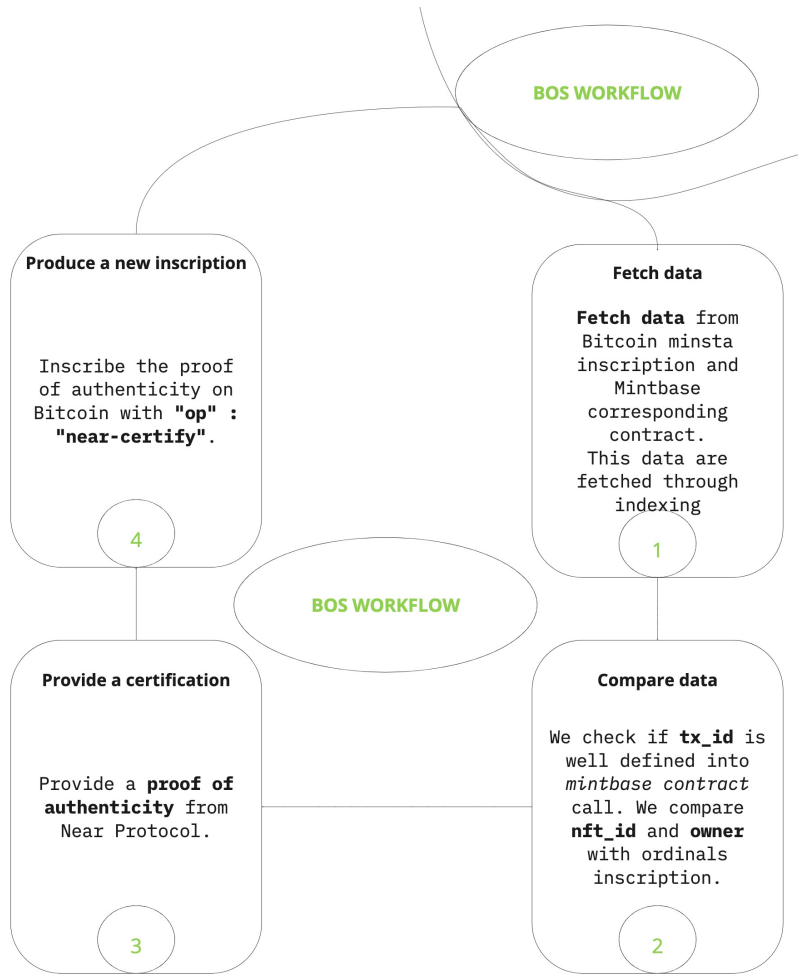 BOS WORKFLOW
Produce a new inscription
Inscribe the proof
of authenticity on
Bitcoin with "op" :
"near-certify".
4
Fetch data
Fetch data from
Bitcoin minsta
inscription and
Mintbase
corresponding
contract.
This data are
fetched through
indexing
1
BOS WORKFLOW
Provide a certification
Provide a proof of
authenticity from
Near Protocol.
3
Compare data
We check if tx_id is
well defined into
mintbase contract
call. We compare
nft_id and owner
with ordinals
inscription.
2